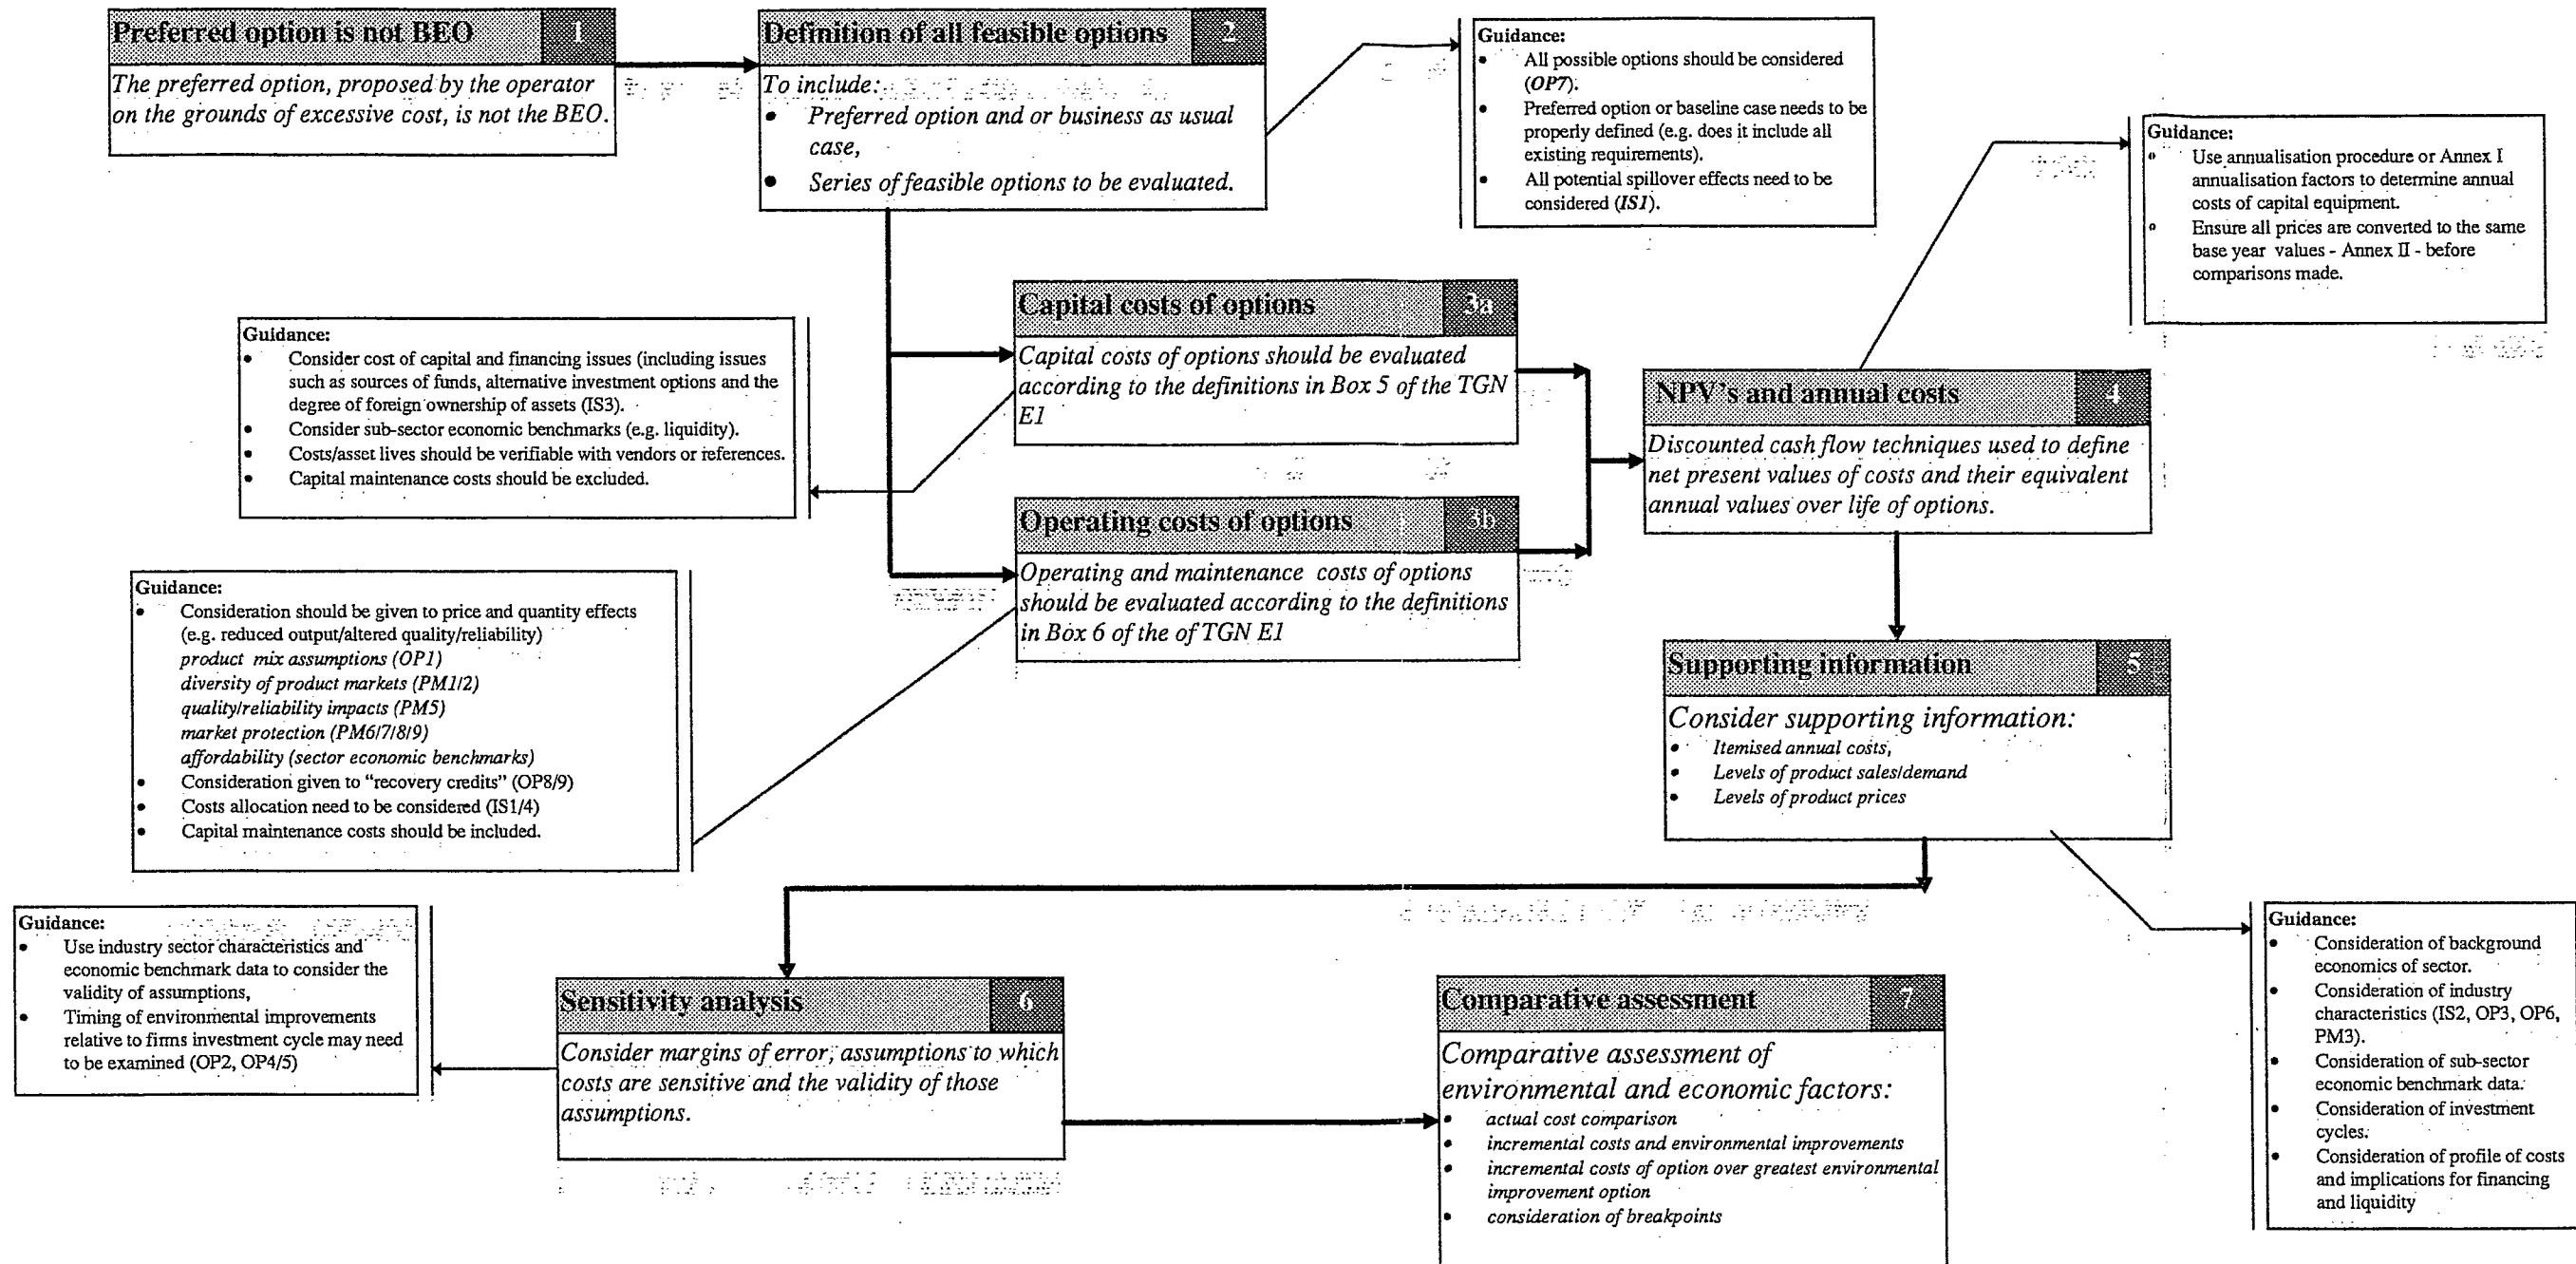 Preferred option is not BEO 1
The preferred option, proposed by the operator
on the grounds of excessive cost, is not the BEO.
Definition of all feasible options 2
To include:
• Preferred option and or business as usual
case,
• Series of feasible options to be evaluated.
Guidance:
• All possible options should be considered
(OP7).
• Preferred option or baseline case needs to be
properly defined (e.g. does it include all
existing requirements).
• All potential spillover effects need to be
considered (IS1).
Guidance:
• Use annualisation procedure or Annex I
annualisation factors to determine annual
costs of capital equipment.
• Ensure all prices are converted to the same
base year values - Annex II - before
comparisons made.
Capital costs of options 3a
Capital costs of options should be evaluated
according to the definitions in Box 5 of the TGN
E1
Guidance:
• Consider cost of capital and financing issues (including issues
such as sources of funds, alternative investment options and the
degree of foreign ownership of assets (IS3).
• Consider sub-sector economic benchmarks (e.g. liquidity).
• Costs/asset lives should be verifiable with vendors or references.
• Capital maintenance costs should be excluded.
NPV's and annual costs 4
Discounted cash flow techniques used to define
net present values of costs and their equivalent
annual values over life of options.
Operating costs of options 3b
Operating and maintenance costs of options
should be evaluated according to the definitions
in Box 6 of the of TGN E1
Guidance:
• Consideration should be given to price and quantity effects
(e.g. reduced output/altered quality/reliability)
product mix assumptions (OP1)
diversity of product markets (PM1/2)
quality/reliability impacts (PM5)
market protection (PM6/7/8/9)
affordability (sector economic benchmarks)
• Consideration given to "recovery credits" (OP8/9)
• Costs allocation need to be considered (IS1/4)
• Capital maintenance costs should be included.
Supporting information 5
Consider supporting information:
• Itemised annual costs,
• Levels of product sales/demand
• Levels of product prices
Guidance:
• Use industry sector characteristics and
economic benchmark data to consider the
validity of assumptions,
• Timing of environmental improvements
relative to firms investment cycle may need
to be examined (OP2, OP4/5)
Sensitivity analysis 6
Consider margins of error, assumptions to which
costs are sensitive and the validity of those
assumptions.
Comparative assessment 7
Comparative assessment of
environmental and economic factors:
• actual cost comparison
• incremental costs and environmental improvements
• incremental costs of option over greatest environmental
improvement option
• consideration of breakpoints
Guidance:
• Consideration of background
economics of sector.
• Consideration of industry
characteristics (IS2, OP3, OP6,
PM3).
• Consideration of sub-sector
economic benchmark data.
• Consideration of investment
cycles.
• Consideration of profile of costs
and implications for financing
and liquidity